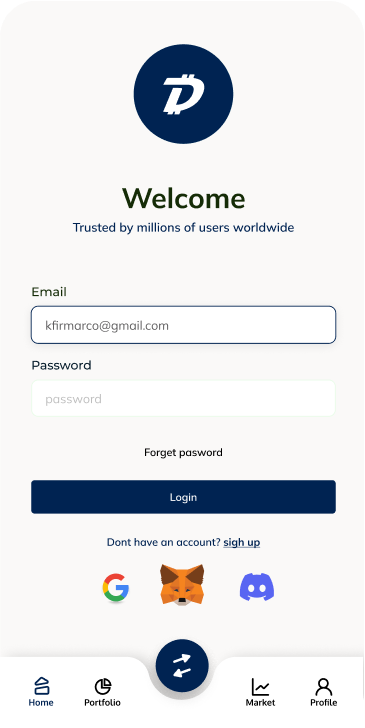 Welcome
Trusted by millions of users worldwide
Email
kfirmarco@gmail.com
Password
password
Forget pasword
Login
Dont have an account? sigh up
Home
Portfolio
Market
Profile